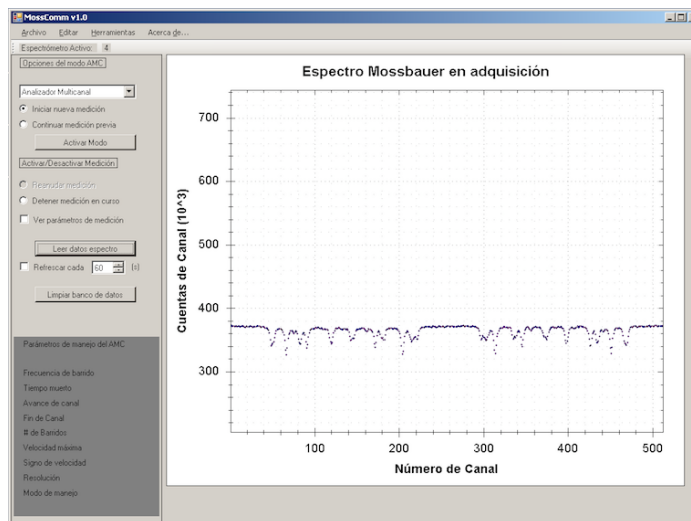 MossComm v1.0
Archivo Editar Herramientas Acerca de...
Espectrómetro Activo: 4
Opciones del modo AMC
Analizador Multicanal
Iniciar nueva medición
Continuar medición previa
Activar Modo
Activar/Desactivar Medición
Reanudar medición
Detener medición en curso
Ver parámetros de medición
Leer datos espectro
Refrescar cada 60 (s)
Limpiar banco de datos
Parámetros de manejo del AMC
Frecuencia de barrido
Tiempo muerto
Avance de canal
Fin de Canal
# de Barridos
Velocidad máxima
Signo de velocidad
Resolución
Modo de manejo
Espectro Mossbauer en adquisición
Cuentas de Canal (10^3)
700
600
500
400
300
100 200 300 400 500
Número de Canal